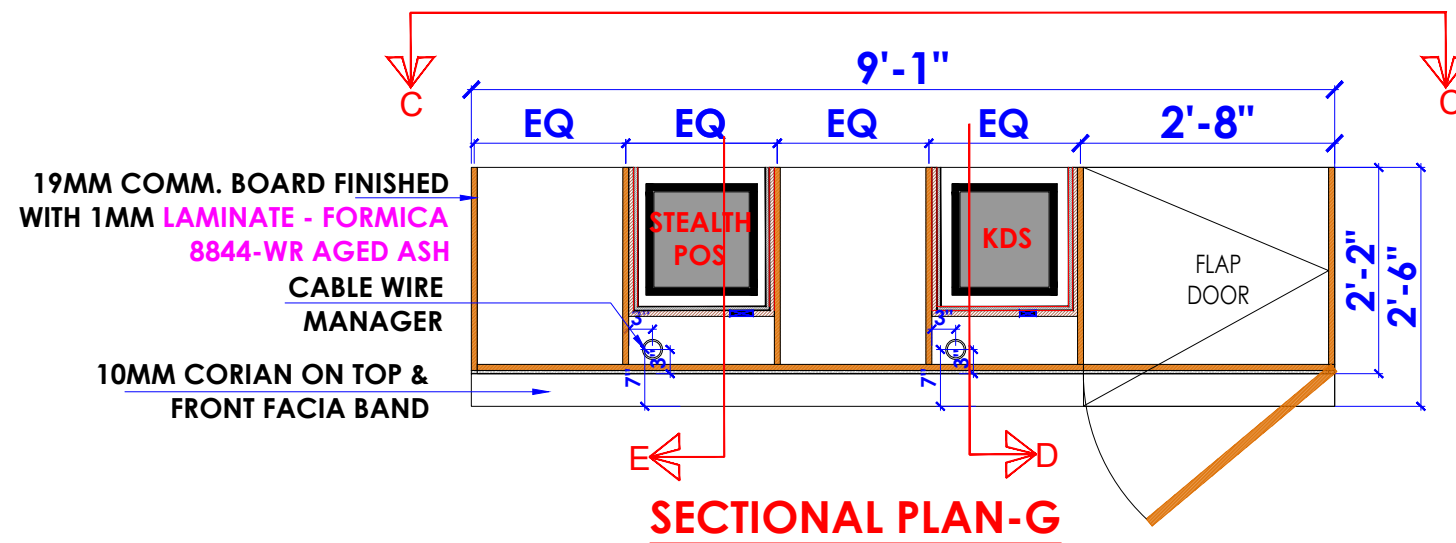 C
C
9'-1"
EQ
EQ
EQ
EQ
2'-8"
19MM COMM. BOARD FINISHED
WITH 1MM LAMINATE - FORMICA
8844-WR AGED ASH
CABLE WIRE
MANAGER
10MM CORIAN ON TOP &
FRONT FACIA BAND
STEALTH
POS
KDS
FLAP
DOOR
2'-2"
2'-6"
3"
3"
7"
3"
3"
7"
E
D
SECTIONAL PLAN-G